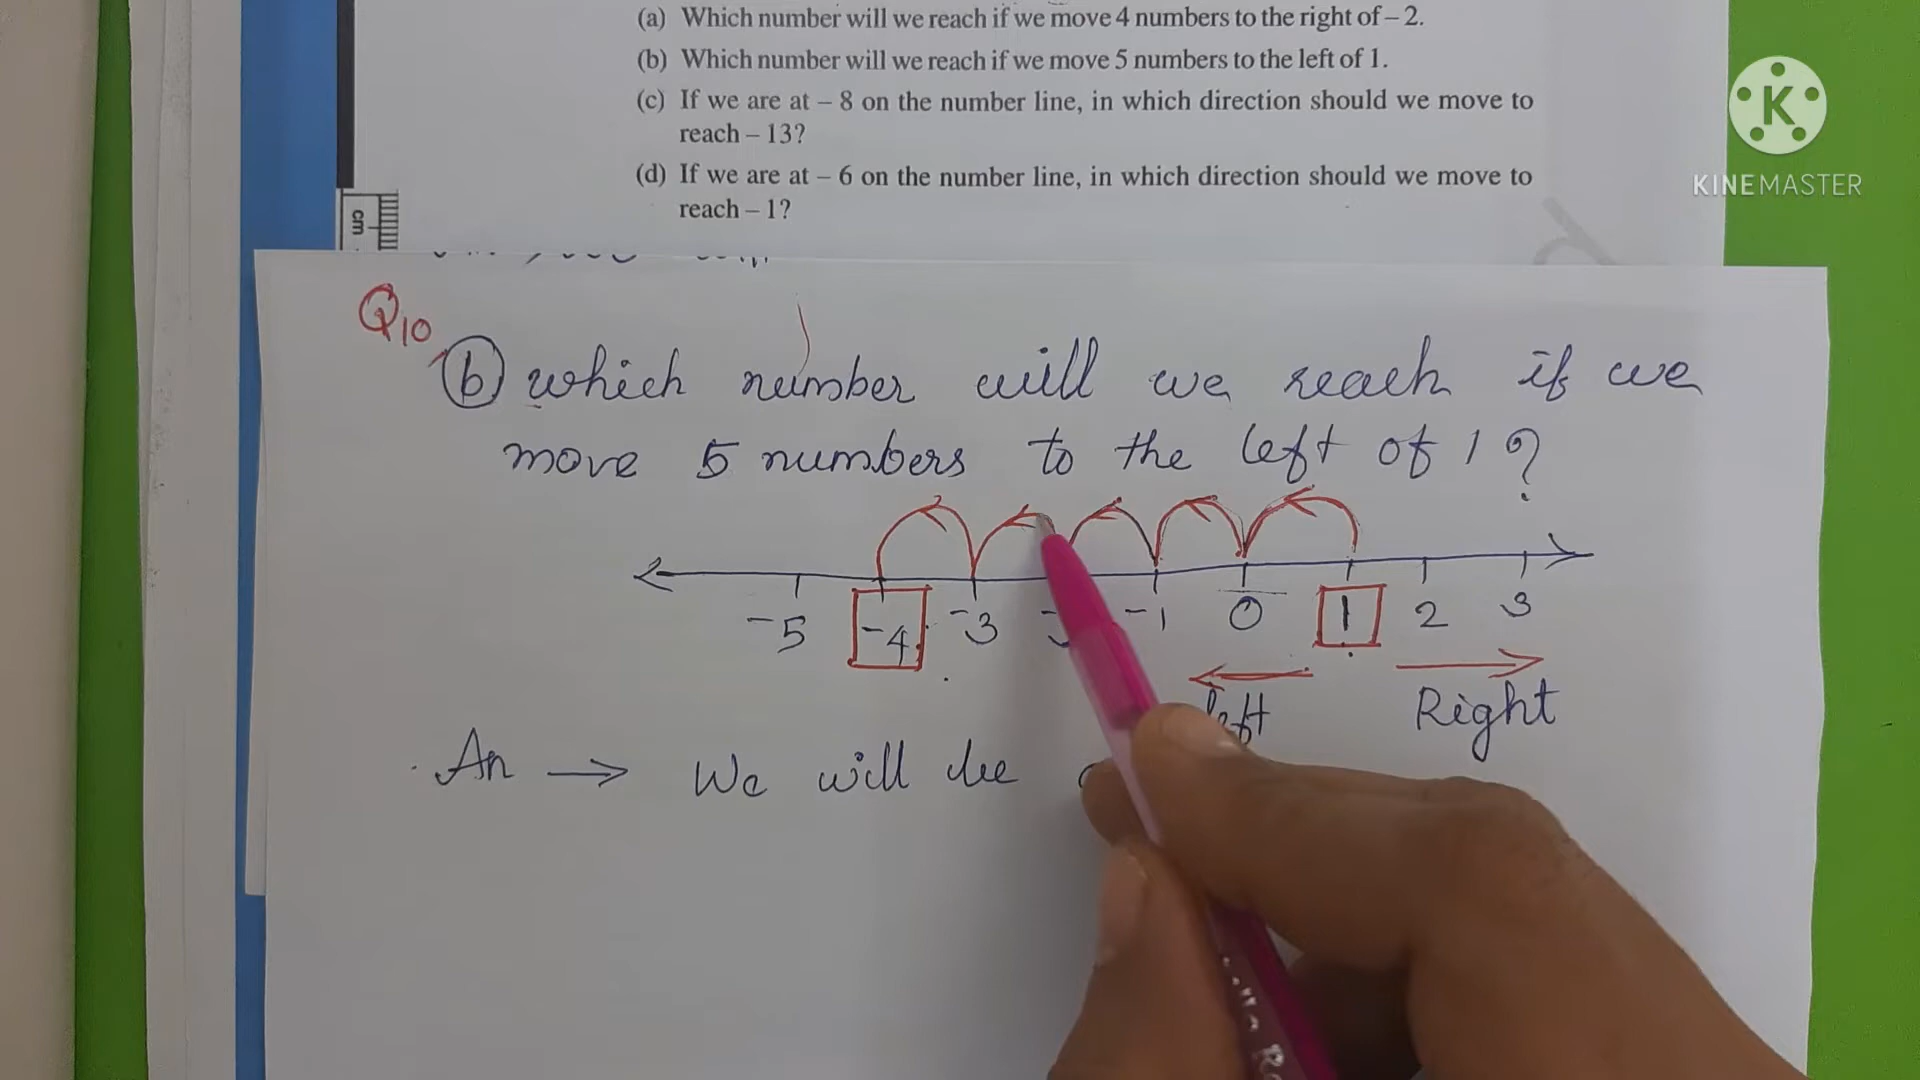 (a) Which number will we reach if we move 4 numbers to the right of – 2.
(b) Which number will we reach if we move 5 numbers to the left of 1.
(c) If we are at – 8 on the number line, in which direction should we move to
reach – 13?
(d) If we are at – 6 on the number line, in which direction should we move to
reach – 1?
K
KINEMASTER
cm
Q10
(b) which number will we reach if we
move 5 numbers to the left of 1 ?
-5 -4 -3 -1 0 1 2 3
left Right
An → We will be